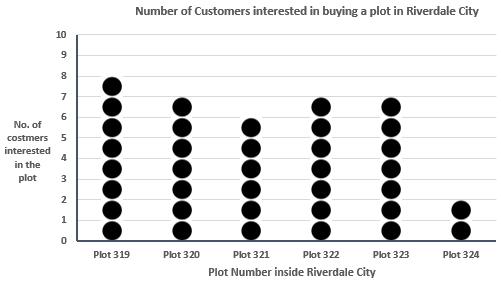 Number of Customers interested in buying a plot in Riverdale City
10
9
8
7
6
5
4
3
2
1
0
No. of
costmers
interested
in the
plot
Plot 319 Plot 320 Plot 321 Plot 322 Plot 323 Plot 324
Plot Number inside Riverdale City